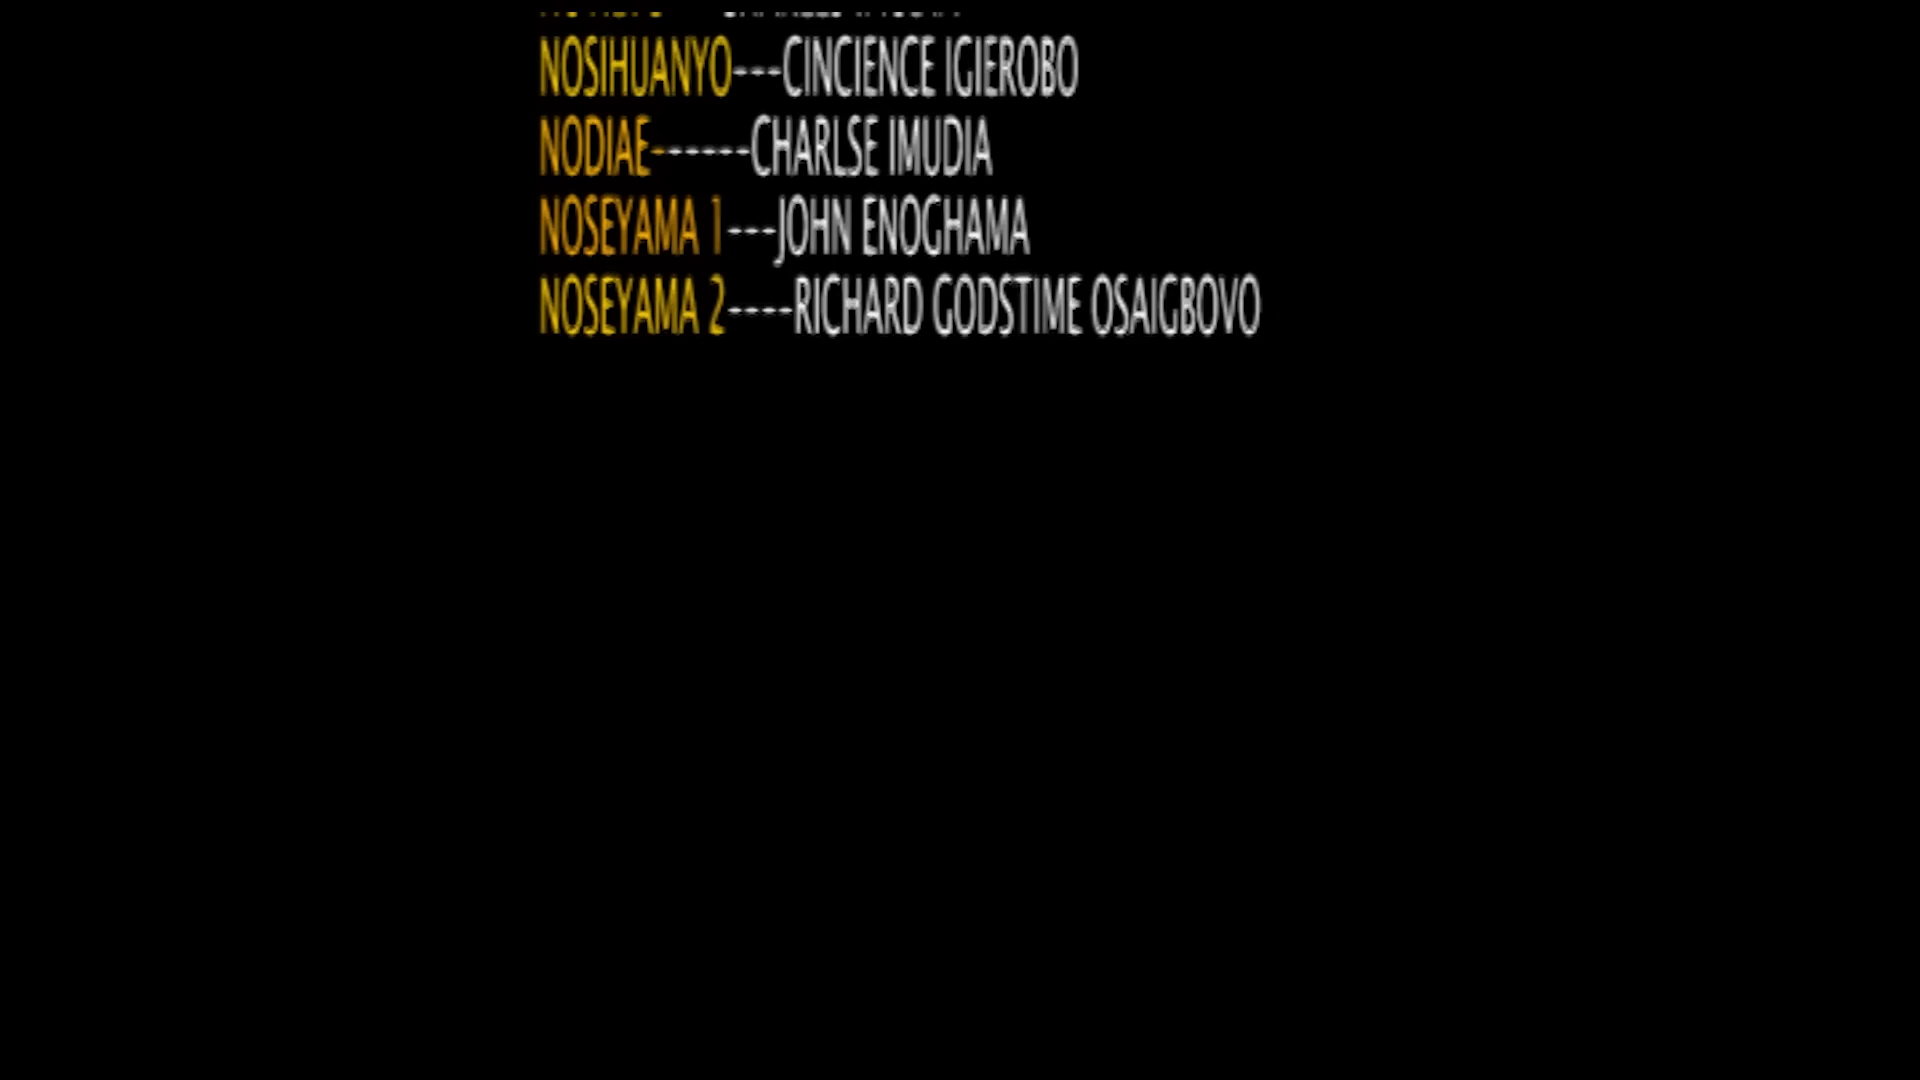 NOSIHUANYO---CINCIENCE IGIEROBO
NODIAE------CHARLSE IMUDIA
NOSEYAMA 1---JOHN ENOGHAMA
NOSEYAMA 2----RICHARD GODSTIME OSAIGBOVO